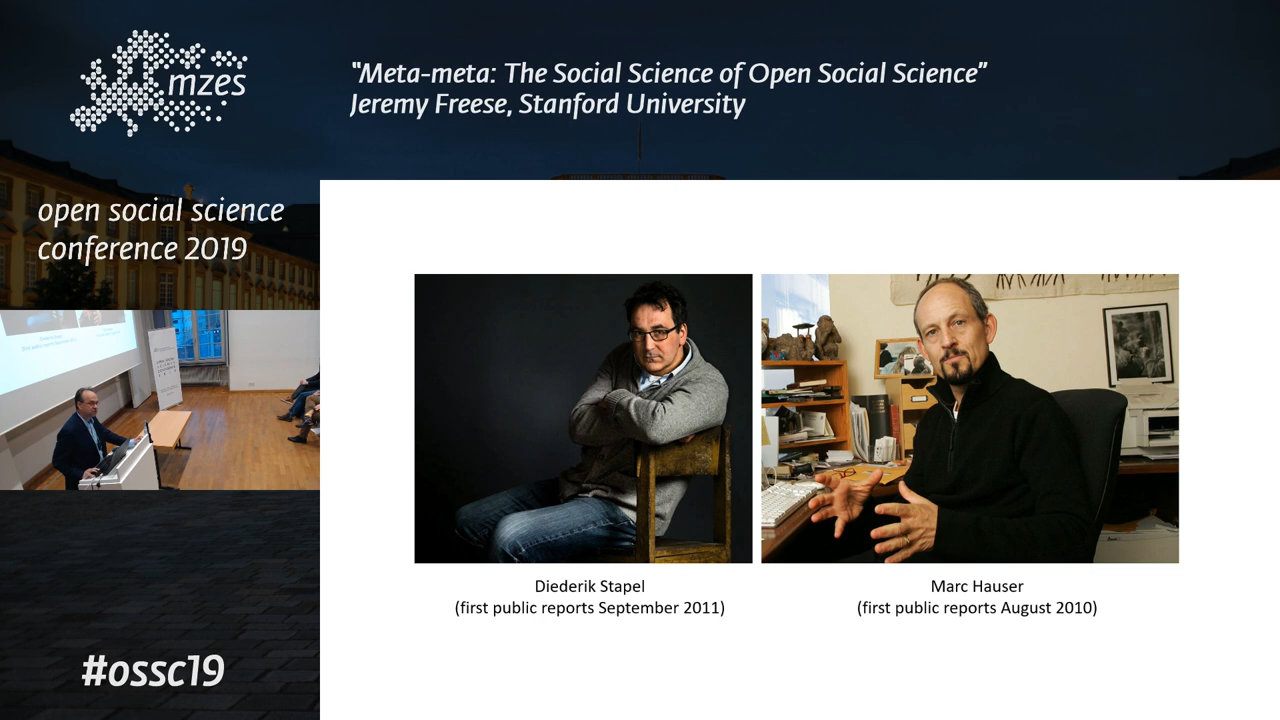 mzes
"Meta-meta: The Social Science of Open Social Science"
Jeremy Freese, Stanford University
open social science
conference 2019
Diederik Stapel
(first public reports September 2011)
Marc Hauser
(first public reports August 2010)
#ossc19